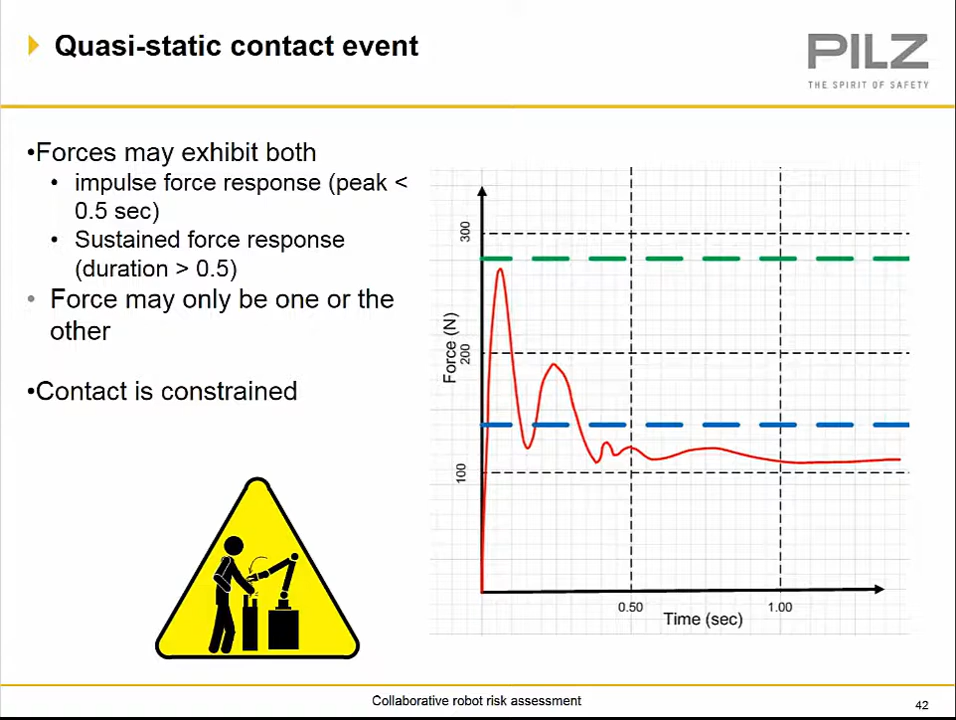 Quasi-static contact event
PILZ
THE SPIRIT OF SAFETY
•Forces may exhibit both
• impulse force response (peak <
0.5 sec)
• Sustained force response
(duration > 0.5)
• Force may only be one or the
other
•Contact is constrained
300
200
100
Force (N)
0.50
1.00
Time (sec)
Collaborative robot risk assessment
42